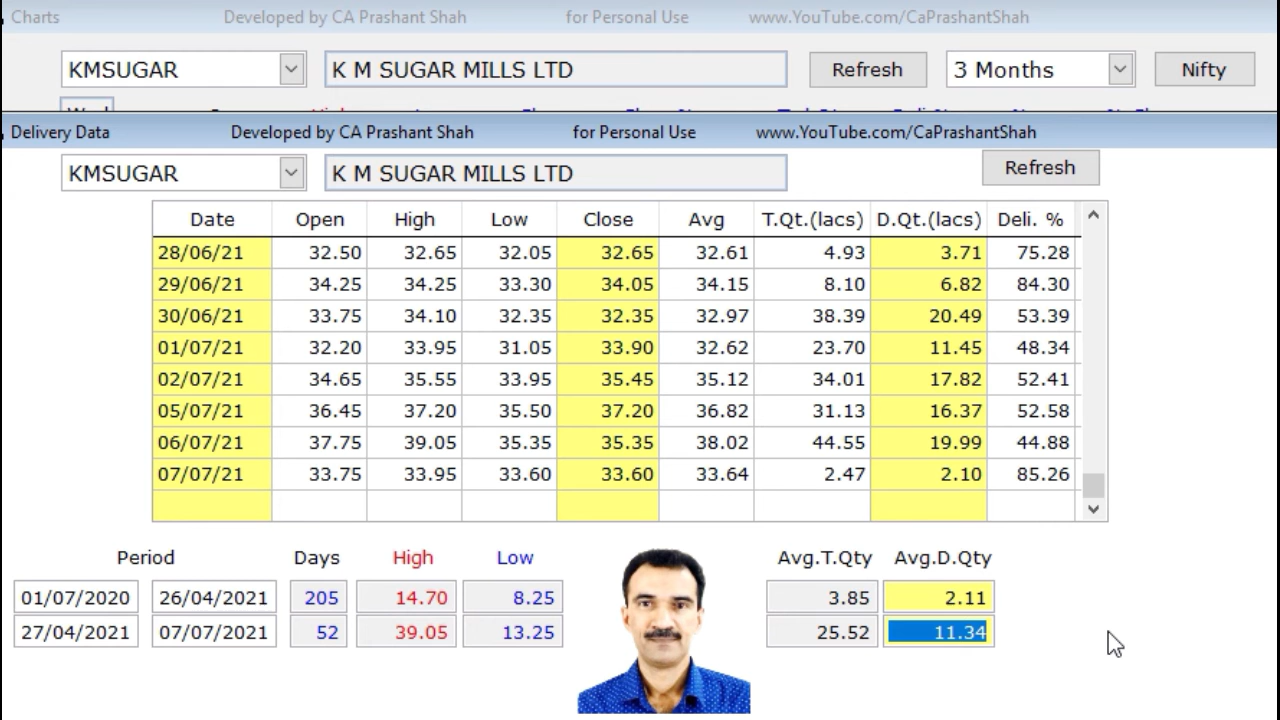 Charts Developed by CA Prashant Shah for Personal Use www.YouTube.com/CaPrashantShah
KMSUGAR K M SUGAR MILLS LTD Refresh 3 Months Nifty
Delivery Data Developed by CA Prashant Shah for Personal Use www.YouTube.com/CaPrashantShah
KMSUGAR K M SUGAR MILLS LTD Refresh
Date Open High Low Close Avg T.Qt.(lacs) D.Qt.(lacs) Deli. %
28/06/21 32.50 32.65 32.05 32.65 32.61 4.93 3.71 75.28
29/06/21 34.25 34.25 33.30 34.05 34.15 8.10 6.82 84.30
30/06/21 33.75 34.10 32.35 32.35 32.97 38.39 20.49 53.39
01/07/21 32.20 33.95 31.05 33.90 32.62 23.70 11.45 48.34
02/07/21 34.65 35.55 33.95 35.45 35.12 34.01 17.82 52.41
05/07/21 36.45 37.20 35.50 37.20 36.82 31.13 16.37 52.58
06/07/21 37.75 39.05 35.35 35.35 38.02 44.55 19.99 44.88
07/07/21 33.75 33.95 33.60 33.60 33.64 2.47 2.10 85.26
Period Days High Low Avg.T.Qty Avg.D.Qty
01/07/2020 26/04/2021 205 14.70 8.25 3.85 2.11
27/04/2021 07/07/2021 52 39.05 13.25 25.52 11.34